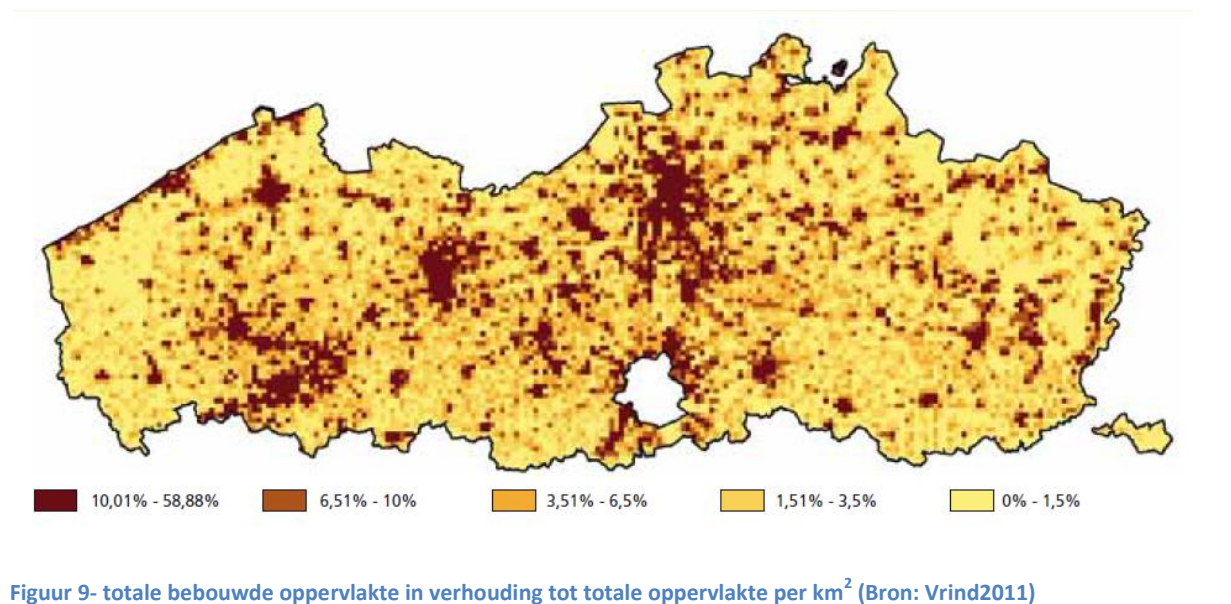 10,01% - 58,88% 6,51% - 10% 3,51% - 6,5% 1,51% - 3,5% 0% - 1,5%
Figuur 9- totale bebouwde oppervlakte in verhouding tot totale oppervlakte per km² (Bron: Vrind2011)